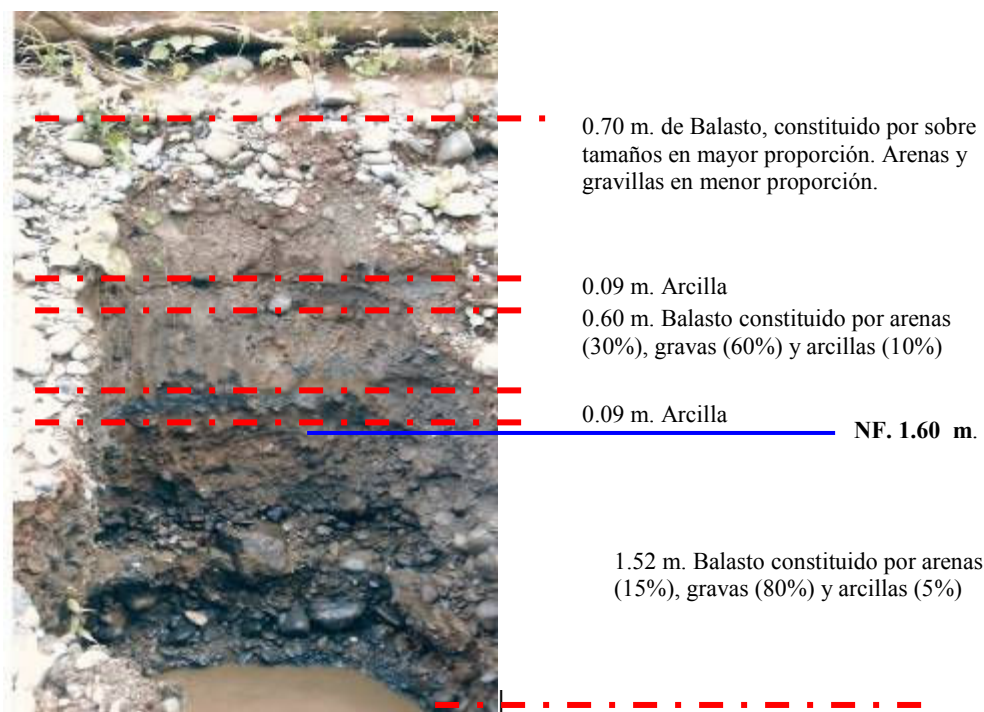 0.70 m. de Balasto, constituido por sobre
tamaños en mayor proporción. Arenas y
gravillas en menor proporción.
0.09 m. Arcilla
0.60 m. Balasto constituido por arenas
(30%), gravas (60%) y arcillas (10%)
0.09 m. Arcilla
NF. 1.60 m.
1.52 m. Balasto constituido por arenas
(15%), gravas (80%) y arcillas (5%)